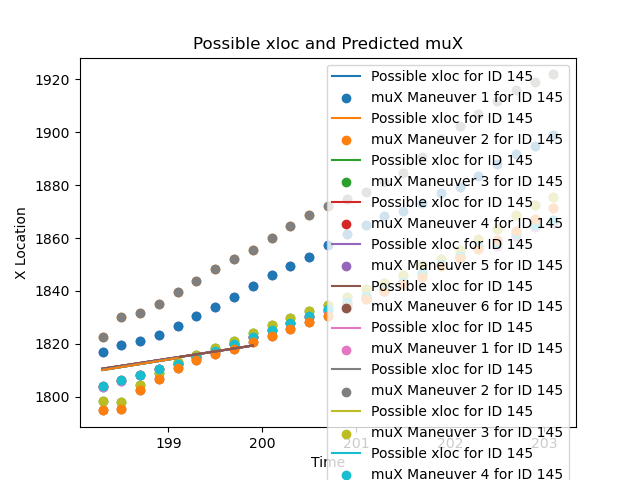 Possible xloc and Predicted muX
X Location
1920
1900
1880
1860
1840
1820
1800
199
200
201
202
203
Time
Possible xloc for ID 145
muX Maneuver 1 for ID 145
Possible xloc for ID 145
muX Maneuver 2 for ID 145
Possible xloc for ID 145
muX Maneuver 3 for ID 145
Possible xloc for ID 145
muX Maneuver 4 for ID 145
Possible xloc for ID 145
muX Maneuver 5 for ID 145
Possible xloc for ID 145
muX Maneuver 6 for ID 145
Possible xloc for ID 145
muX Maneuver 1 for ID 145
Possible xloc for ID 145
muX Maneuver 2 for ID 145
Possible xloc for ID 145
muX Maneuver 3 for ID 145
Possible xloc for ID 145
muX Maneuver 4 for ID 145